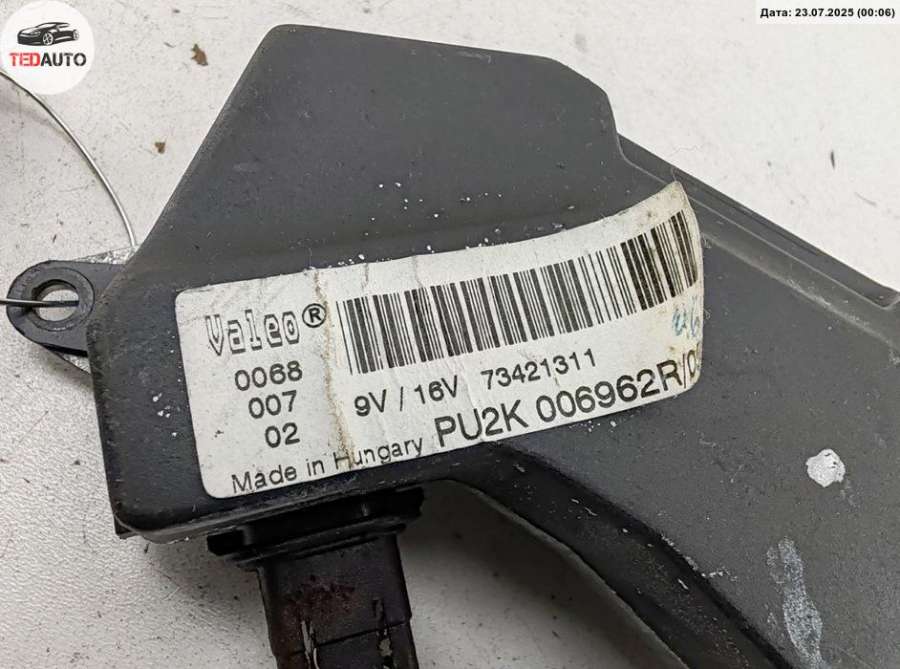 Дата: 23.07.2025 (00:06)
TEDAUTO
Valeo®
0068
007
02
9V / 16V 73421311
PU2K 006962R/0
Made in Hungary